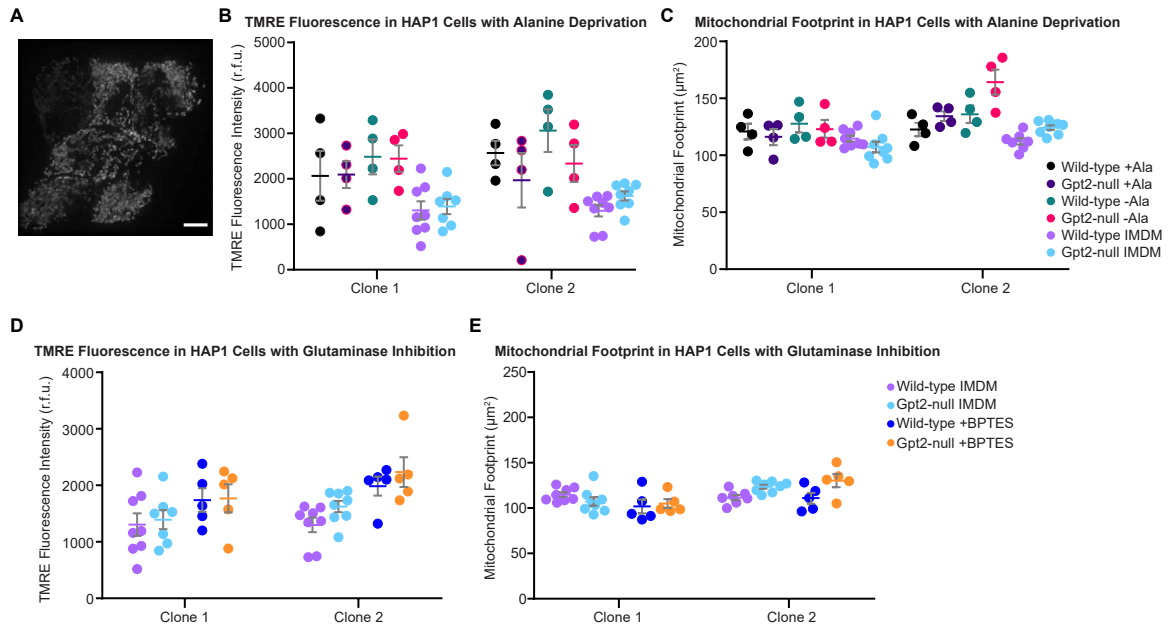 A
B
TMRE Fluorescence in HAP1 Cells with Alanine Deprivation
TMRE Fluorescence Intensity (r.f.u.)
5000
4000
3000
2000
1000
0
Clone 1
Clone 2
C
Mitochondrial Footprint in HAP1 Cells with Alanine Deprivation
Mitochondrial Footprint (µm²)
200
150
100
50
0
Clone 1
Clone 2
Wild-type +Ala
Gpt2-null +Ala
Wild-type -Ala
Gpt2-null -Ala
Wild-type IMDM
Gpt2-null IMDM
D
TMRE Fluorescence in HAP1 Cells with Glutaminase Inhibition
TMRE Fluorescence Intensity (r.f.u.)
4000
3000
2000
1000
0
Clone 1
Clone 2
E
Mitochondrial Footprint in HAP1 Cells with Glutaminase Inhibition
Mitochondrial Footprint (µm²)
250
200
150
100
50
0
Clone 1
Clone 2
Wild-type IMDM
Gpt2-null IMDM
Wild-type +BPTES
Gpt2-null +BPTES